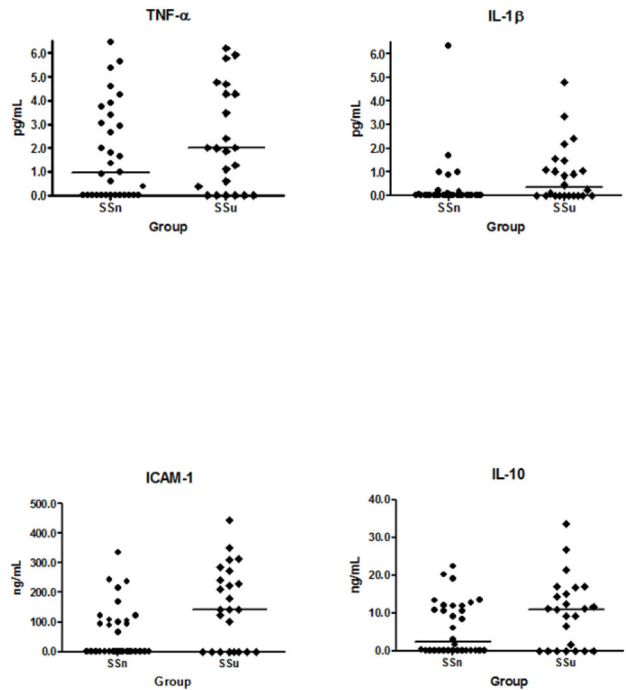 TNF-α
pg/mL
6.0
5.0
4.0
3.0
2.0
1.0
0.0
SSn
SSu
Group
IL-1β
pg/mL
6.0
5.0
4.0
3.0
2.0
1.0
0.0
SSn
SSu
Group
ICAM-1
ng/mL
500.0
400.0
300.0
200.0
100.0
0.0
SSn
SSu
Group
IL-10
ng/mL
40.0
30.0
20.0
10.0
0.0
SSn
SSu
Group